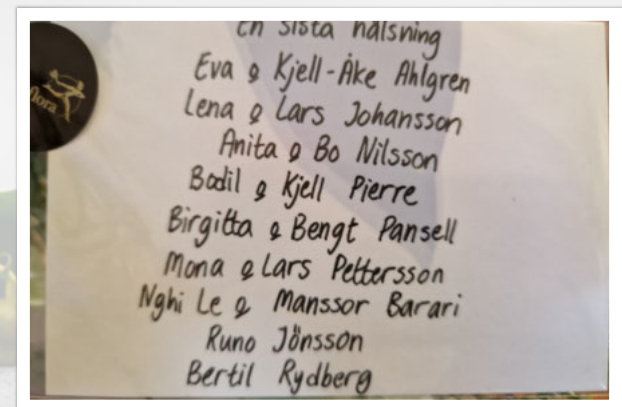 En sista hälsning
Eva & Kjell-Åke Ahlgren
Lena & Lars Johansson
Anita & Bo Nilsson
Bodil & Kjell Pierre
Birgitta & Bengt Pansell
Mona & Lars Pettersson
Nghi Le & Manssor Barari
Runo Jönsson
Bertil Rydberg
flora